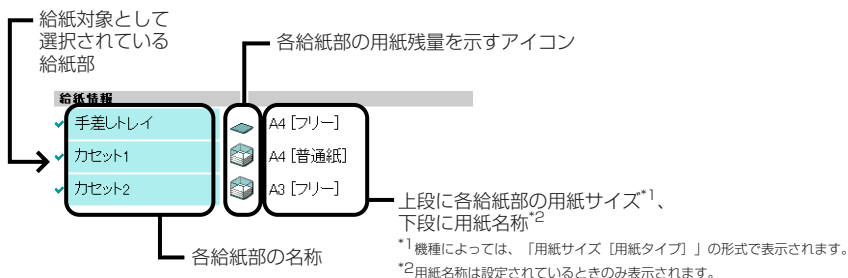 給紙対象として
選択されている
給紙部
各給紙部の用紙残量を示すアイコン
給紙情報
手差しトレイ A4 [フリー]
カセット1 A4 [普通紙]
カセット2 A3 [フリー]
上段に各給紙部の用紙サイズ*1、
下段に用紙名称*2
各給紙部の名称
*1機種によっては、「用紙サイズ［用紙タイプ］」の形式で表示されます。
*2用紙名称は設定されているときのみ表示されます。